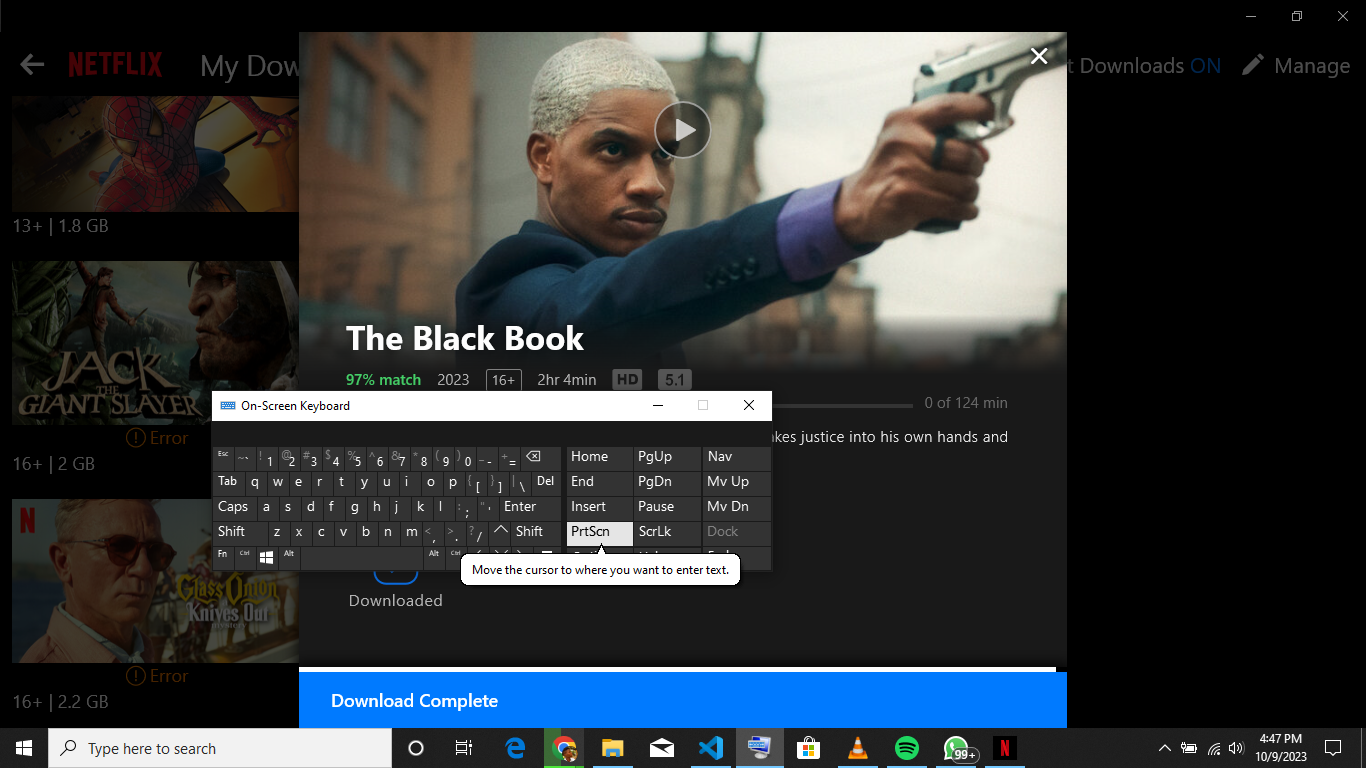 NETFLIX
My Dow
t Downloads ON
Manage
13+ | 1.8 GB
JACK
THE
GIANT SLAYER
Error
16+ | 2 GB
N
GLASS ONION
KNIVES OUT
MYSTERY
Error
16+ | 2.2 GB
The Black Book
97% match 2023 16+ 2hr 4min HD 5.1
0 of 124 min
akes justice into his own hands and
On-Screen Keyboard
Esc ~ ` ! 1 @ 2 # 3 $ 4 % 5 ^ 6 & 7 * 8 ( 9 ) 0 _ - + = Home PgUp Nav
Tab q w e r t y u i o p { [ } ] | \ Del End PgDn Mv Up
Caps a s d f g h j k l : ; " ' Enter Insert Pause Mv Dn
Shift z x c v b n m < , > . ? / Shift PrtScn ScrLk Dock
Fn Ctrl Alt Alt Ctrl
Move the cursor to where you want to enter text.
Downloaded
Download Complete
Type here to search
99+
N
4:47 PM
10/9/2023